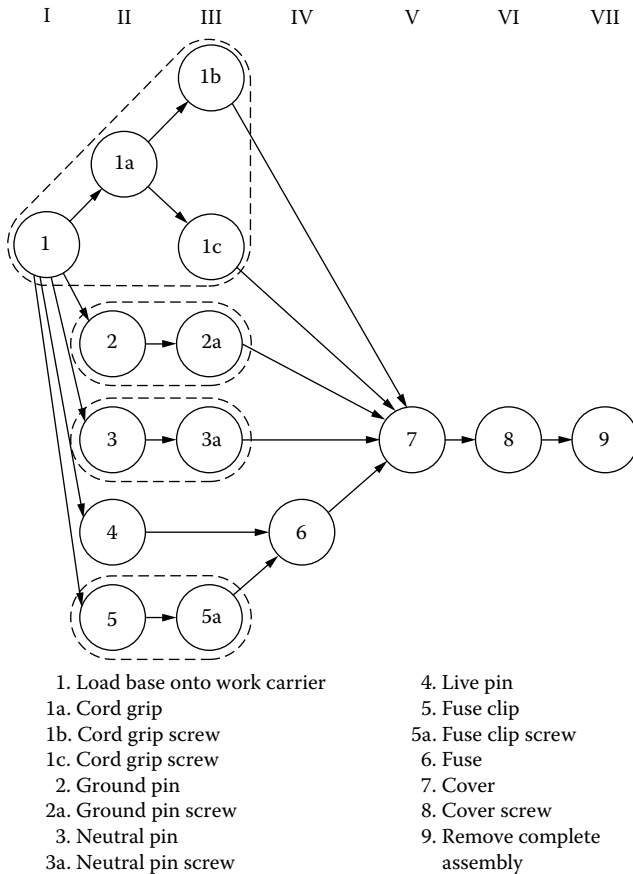 I II III IV V VI VII
1b
1a
1 1c
2 2a
3 3a 7 8 9
4 6
5 5a
1. Load base onto work carrier
1a. Cord grip
1b. Cord grip screw
1c. Cord grip screw
2. Ground pin
2a. Ground pin screw
3. Neutral pin
3a. Neutral pin screw
4. Live pin
5. Fuse clip
5a. Fuse clip screw
6. Fuse
7. Cover
8. Cover screw
9. Remove complete
assembly